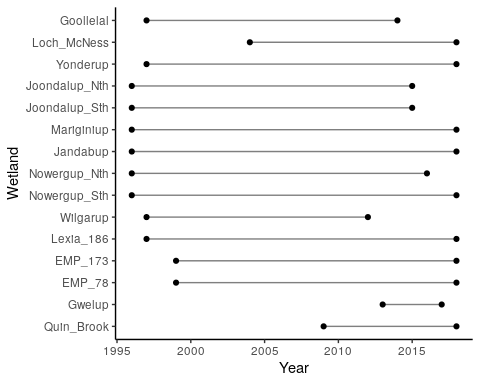 Goollelal
Loch_McNess
Yonderup
Joondalup_Nth
Joondalup_Sth
Mariginiup
Jandabup
Nowergup_Nth
Nowergup_Sth
Wilgarup
Lexia_186
EMP_173
EMP_78
Gwelup
Quin_Brook
Wetland
1995 2000 2005 2010 2015
Year